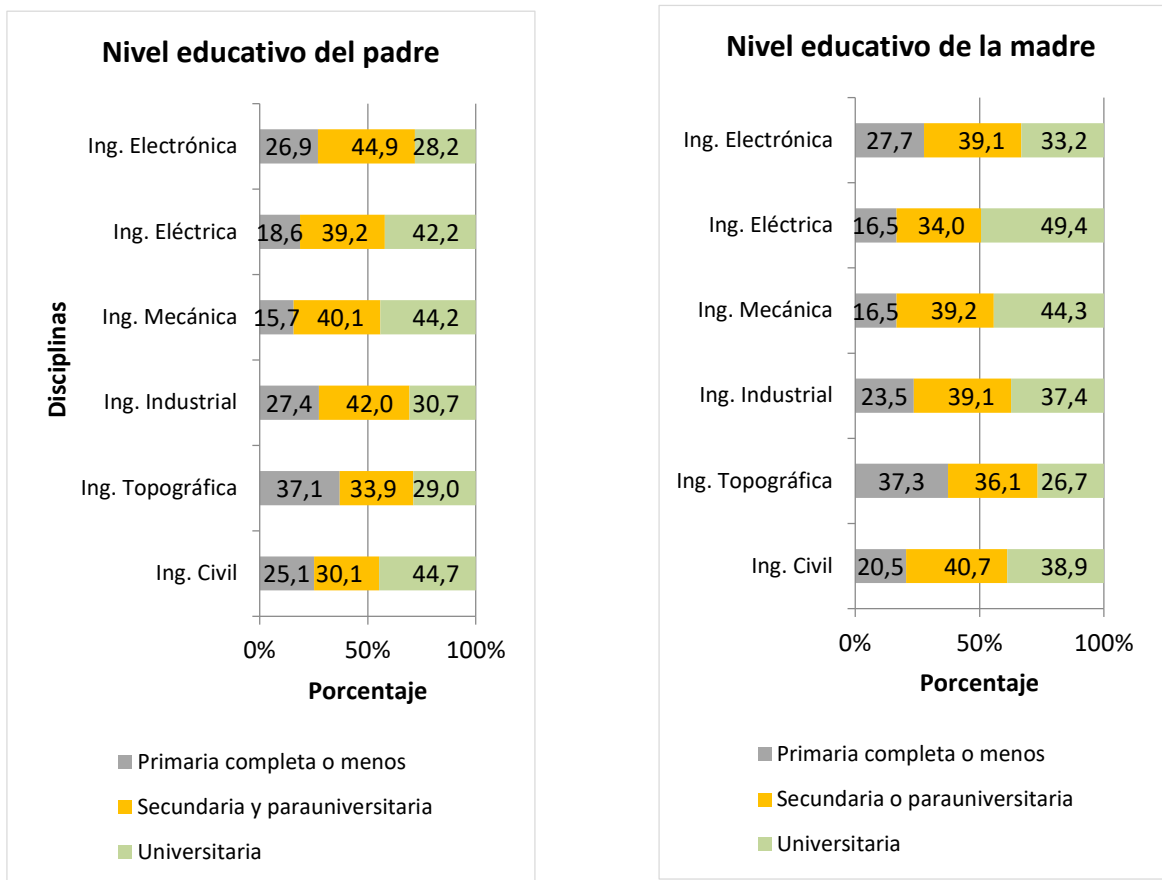 Nivel educativo del padre
Disciplinas
Ing. Electrónica 26,9 44,9 28,2
Ing. Eléctrica 18,6 39,2 42,2
Ing. Mecánica 15,7 40,1 44,2
Ing. Industrial 27,4 42,0 30,7
Ing. Topográfica 37,1 33,9 29,0
Ing. Civil 25,1 30,1 44,7
0% 50% 100%
Porcentaje
Primaria completa o menos
Secundaria y parauniversitaria
Universitaria
Nivel educativo de la madre
Ing. Electrónica 27,7 39,1 33,2
Ing. Eléctrica 16,5 34,0 49,4
Ing. Mecánica 16,5 39,2 44,3
Ing. Industrial 23,5 39,1 37,4
Ing. Topográfica 37,3 36,1 26,7
Ing. Civil 20,5 40,7 38,9
0% 50% 100%
Porcentaje
Primaria completa o menos
Secundaria o parauniversitaria
Universitaria